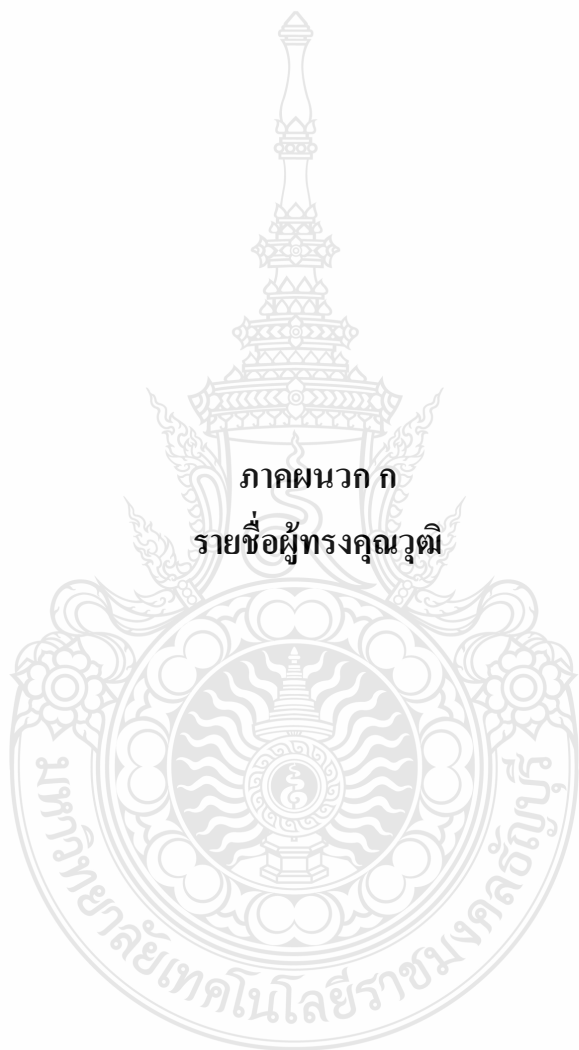 ภาคผนวก ก
รายชื่อผู้ทรงคุณวุฒิ
มหาวิทยาลัยเทคโนโลยีราชมงคลธัญบุรี